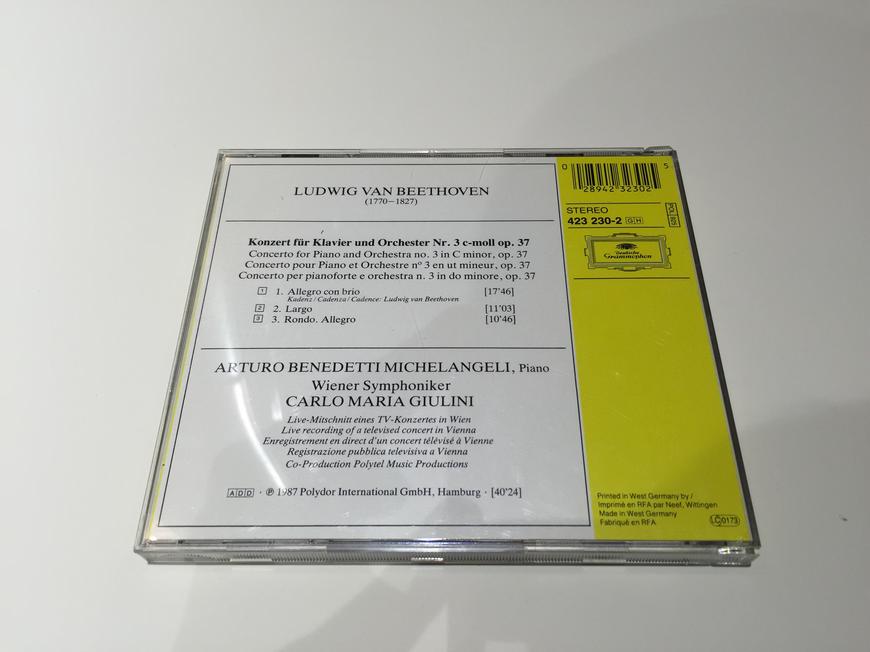 LUDWIG VAN BEETHOVEN
(1770–1827)
Konzert für Klavier und Orchester Nr. 3 c-moll op. 37
Concerto for Piano and Orchestra no. 3 in C minor, op. 37
Concerto pour Piano et Orchestre nº 3 en ut mineur, op. 37
Concerto per pianoforte e orchestra n. 3 in do minore, op. 37
1 1. Allegro con brio [17'46]
Kadenz/Cadenza/Cadence: Ludwig van Beethoven
2 2. Largo [11'03]
3 3. Rondo. Allegro [10'46]
ARTURO BENEDETTI MICHELANGELI, Piano
Wiener Symphoniker
CARLO MARIA GIULINI
Live-Mitschnitt eines TV-Konzertes in Wien
Live recording of a televised concert in Vienna
Enregistrement en direct d'un concert télévisé à Vienne
Registrazione pubblica televisiva a Vienna
Co-Production Polytel Music Productions
ADD · ℗ 1987 Polydor International GmbH, Hamburg · [40'24]
0 28942 32302 5
STEREO
423 230-2 GH
Deutsche
Grammophon
Printed in West Germany by/
Imprimé en RFA par Neef, Wittingen
Made in West Germany
Fabriqué en RFA
LC 0173